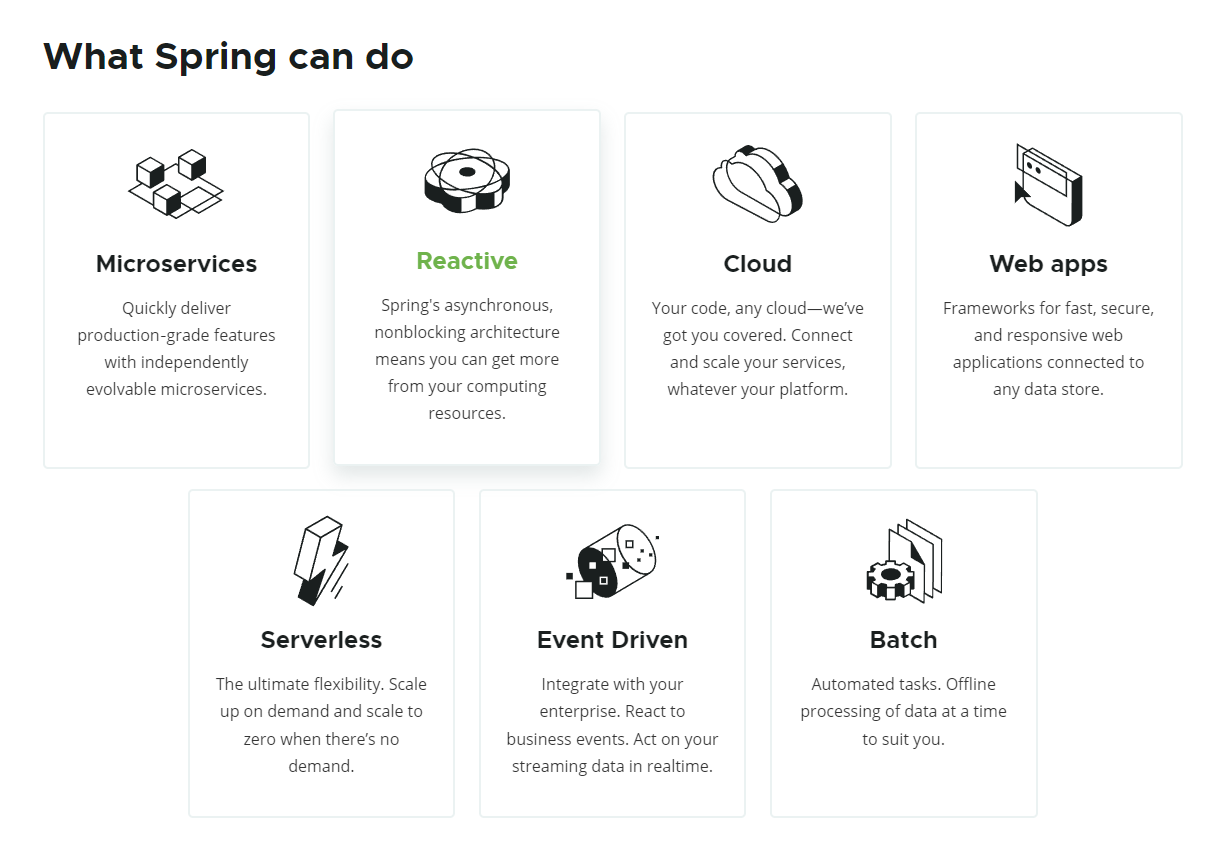 What Spring can do
Microservices
Quickly deliver
production-grade features
with independently
evolvable microservices.
Reactive
Spring's asynchronous,
nonblocking architecture
means you can get more
from your computing
resources.
Cloud
Your code, any cloud—we’ve
got you covered. Connect
and scale your services,
whatever your platform.
Web apps
Frameworks for fast, secure,
and responsive web
applications connected to
any data store.
Serverless
The ultimate flexibility. Scale
up on demand and scale to
zero when there’s no
demand.
Event Driven
Integrate with your
enterprise. React to
business events. Act on your
streaming data in realtime.
Batch
Automated tasks. Offline
processing of data at a time
to suit you.